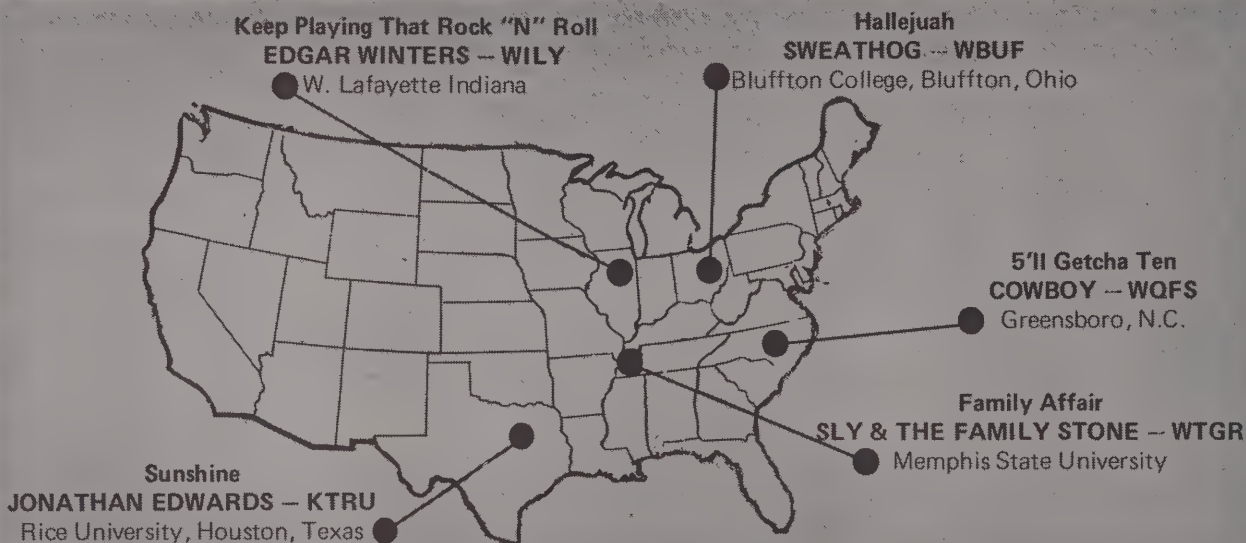 Keep Playing That Rock “N” Roll
EDGAR WINTERS — WILY
W. Lafayette Indiana
Hallejuah
SWEATHOG — WBUF
Bluffton College, Bluffton, Ohio
5'll Getcha Ten
COWBOY — WQFS
Greensboro, N.C.
Family Affair
SLY & THE FAMILY STONE — WTGR
Memphis State University
Sunshine
JONATHAN EDWARDS — KTRU
Rice University, Houston, Texas